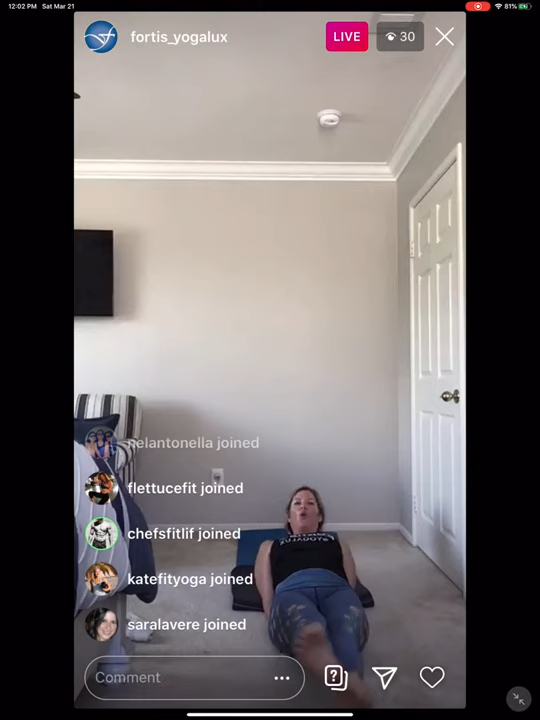 12:02 PM Sat Mar 21
81%
fortis_yogalux
LIVE
30
nelantonella joined
flettucefit joined
chefsfitlif joined
katefityoga joined
saralavere joined
Comment